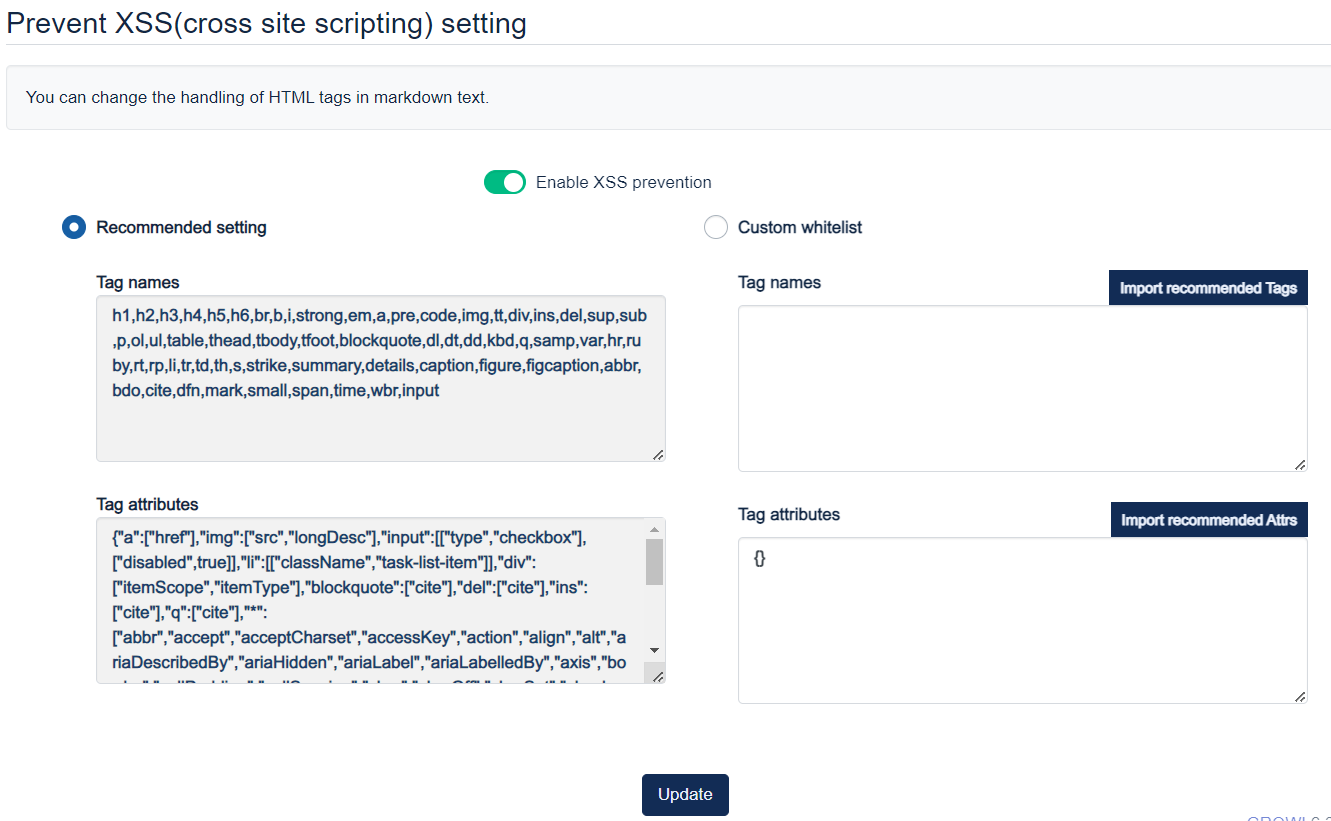 Prevent XSS(cross site scripting) setting
You can change the handling of HTML tags in markdown text.
Enable XSS prevention
Recommended setting
Tag names
h1,h2,h3,h4,h5,h6,br,b,i,strong,em,a,pre,code,img,tt,div,ins,del,sup,sub
,p,ol,ul,table,thead,tbody,tfoot,blockquote,dl,dt,dd,kbd,q,samp,var,hr,ru
by,rt,rp,li,tr,td,th,s,strike,summary,details,caption,figure,figcaption,abbr,
bdo,cite,dfn,mark,small,span,time,wbr,input
Tag attributes
{"a":["href"],"img":["src","longDesc"],"input":[["type","checkbox"],
["disabled",true]],"li":[["className","task-list-item"]],"div":
["itemScope","itemType"],"blockquote":["cite"],"del":["cite"],"ins":
["cite"],"q":["cite"],"*":
["abbr","accept","acceptCharset","accessKey","action","align","alt","a
riaDescribedBy","ariaHidden","ariaLabel","ariaLabelledBy","axis","bo
Custom whitelist
Tag names
Import recommended Tags
Tag attributes
Import recommended Attrs
{}
Update